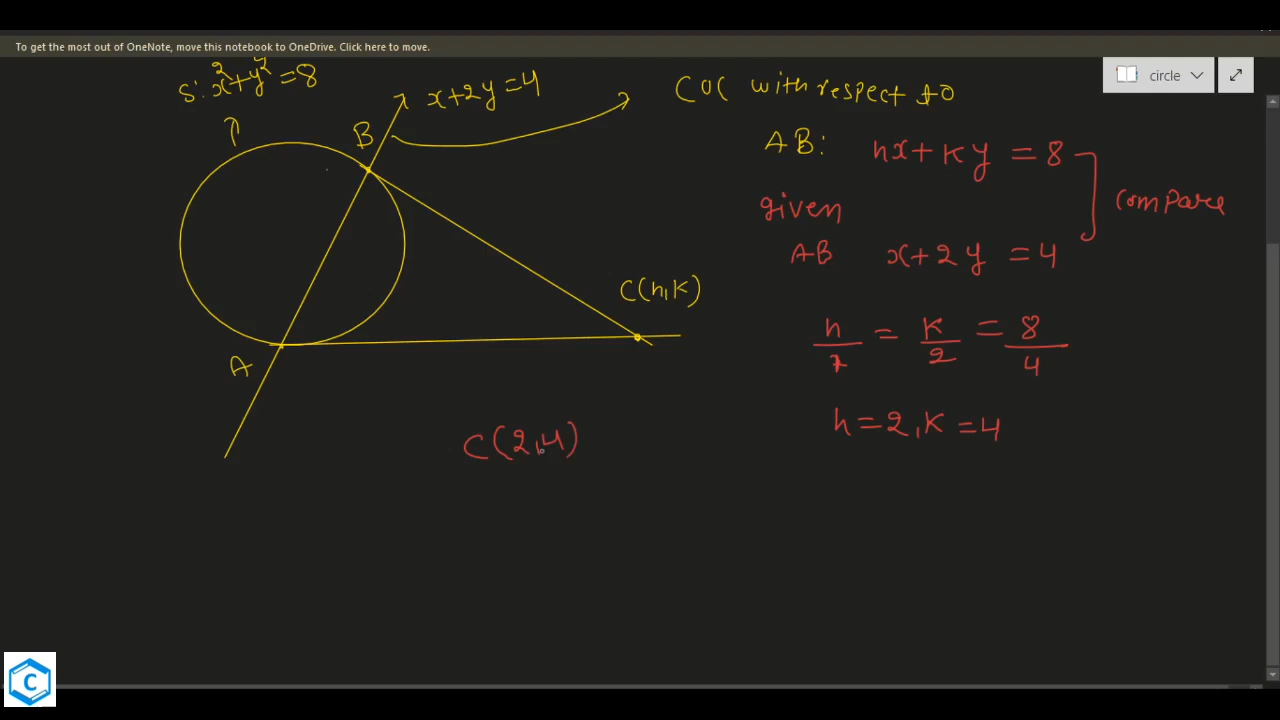 To get the most out of OneNote, move this notebook to OneDrive. Click here to move.
circle
S: x²+y²=8
x+2y=4
COC with respect to
B
AB: hx+ky=8
given
compare
AB x+2y=4
C(h,k)
h/1 = k/2 = 8/4
A
h=2, k=4
C(2,4)
C